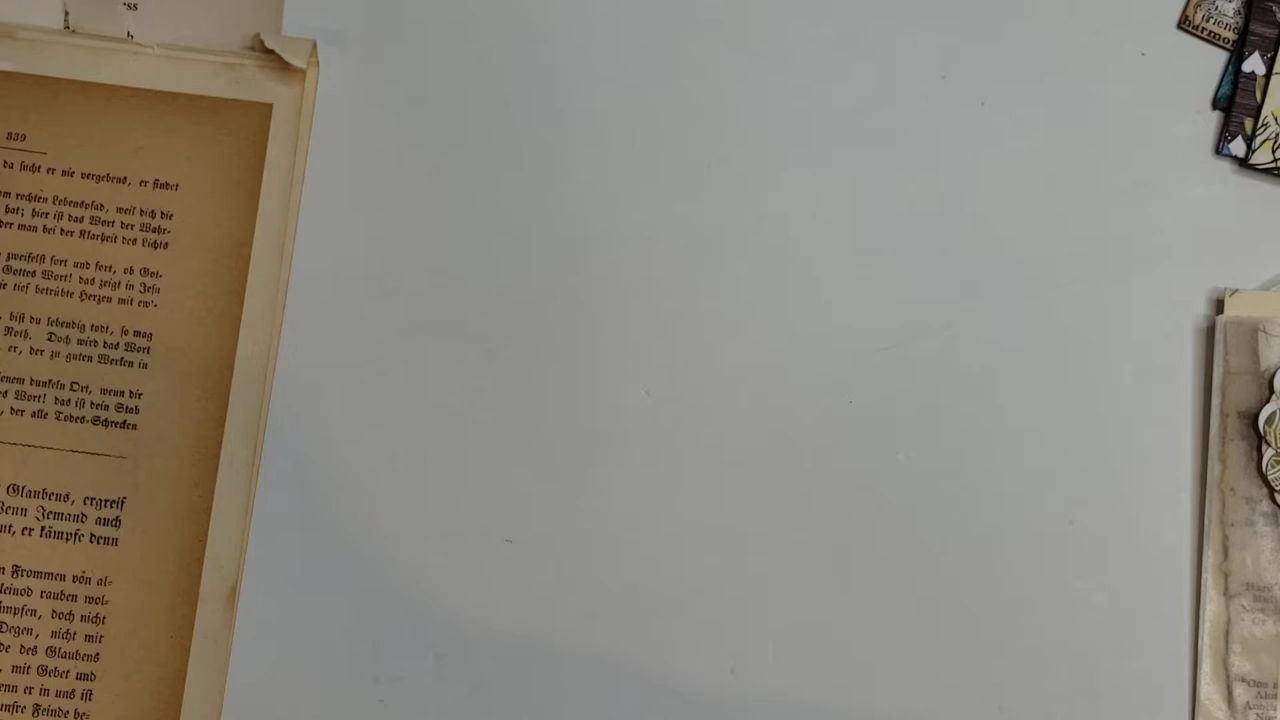 ss
h
339
da sucht er nie vergebens, er findet
m rechten Lebenspfad, weil dich die
hat; hier ist das Wort der Wahr-
der man bei der Klarheit des Lichts
zweifelst fort und fort, ob Got-
Gottes Wort! das zeigt in Jesu
ie tief betrübte Herzen mit ew'-
, bist du lebendig todt, so mag
Noth. Doch wird das Wort
er, der zu guten Werken in
enem dunkeln Ort, wenn dir
es Wort! das ist dein Stab
, der alle Todes-Schrecken
Glaubens, ergreif
Wenn Jemand auch
nt, er kämpfe denn
n Frommen von al-
leinod rauben wol-
ämpfen, doch nicht
Degen, nicht mit
de des Glaubens
, mit Gebet und
enn er in uns ist
unsre Feinde be-
friend
harmon